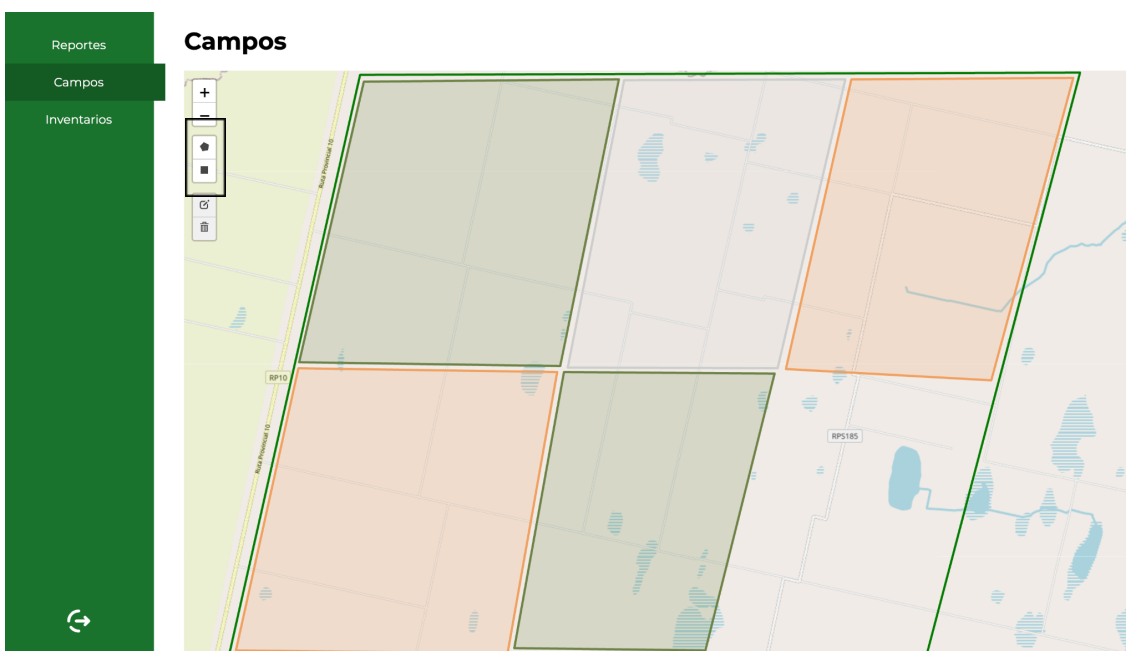 Reportes
Campos
Inventarios
Campos
+
−
Ruta Provincial 10
RP10
Ruta Provincial 10
RPS185